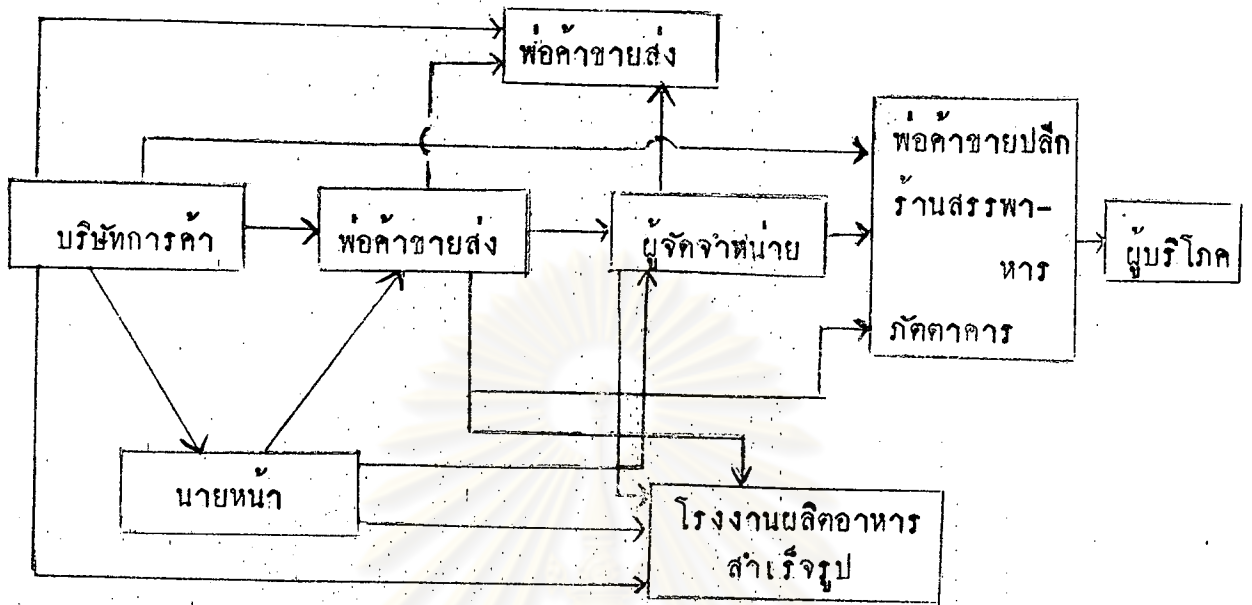 พ่อค้าขายส่ง
พ่อค้าขายปลีก
ร้านสรรพา-
หาร
ภัตตาคาร
บริษัทการค้า
พ่อค้าขายส่ง
ผู้จัดจำหน่าย
ผู้บริโภค
นายหน้า
โรงงานผลิตอาหาร
สำเร็จรูป